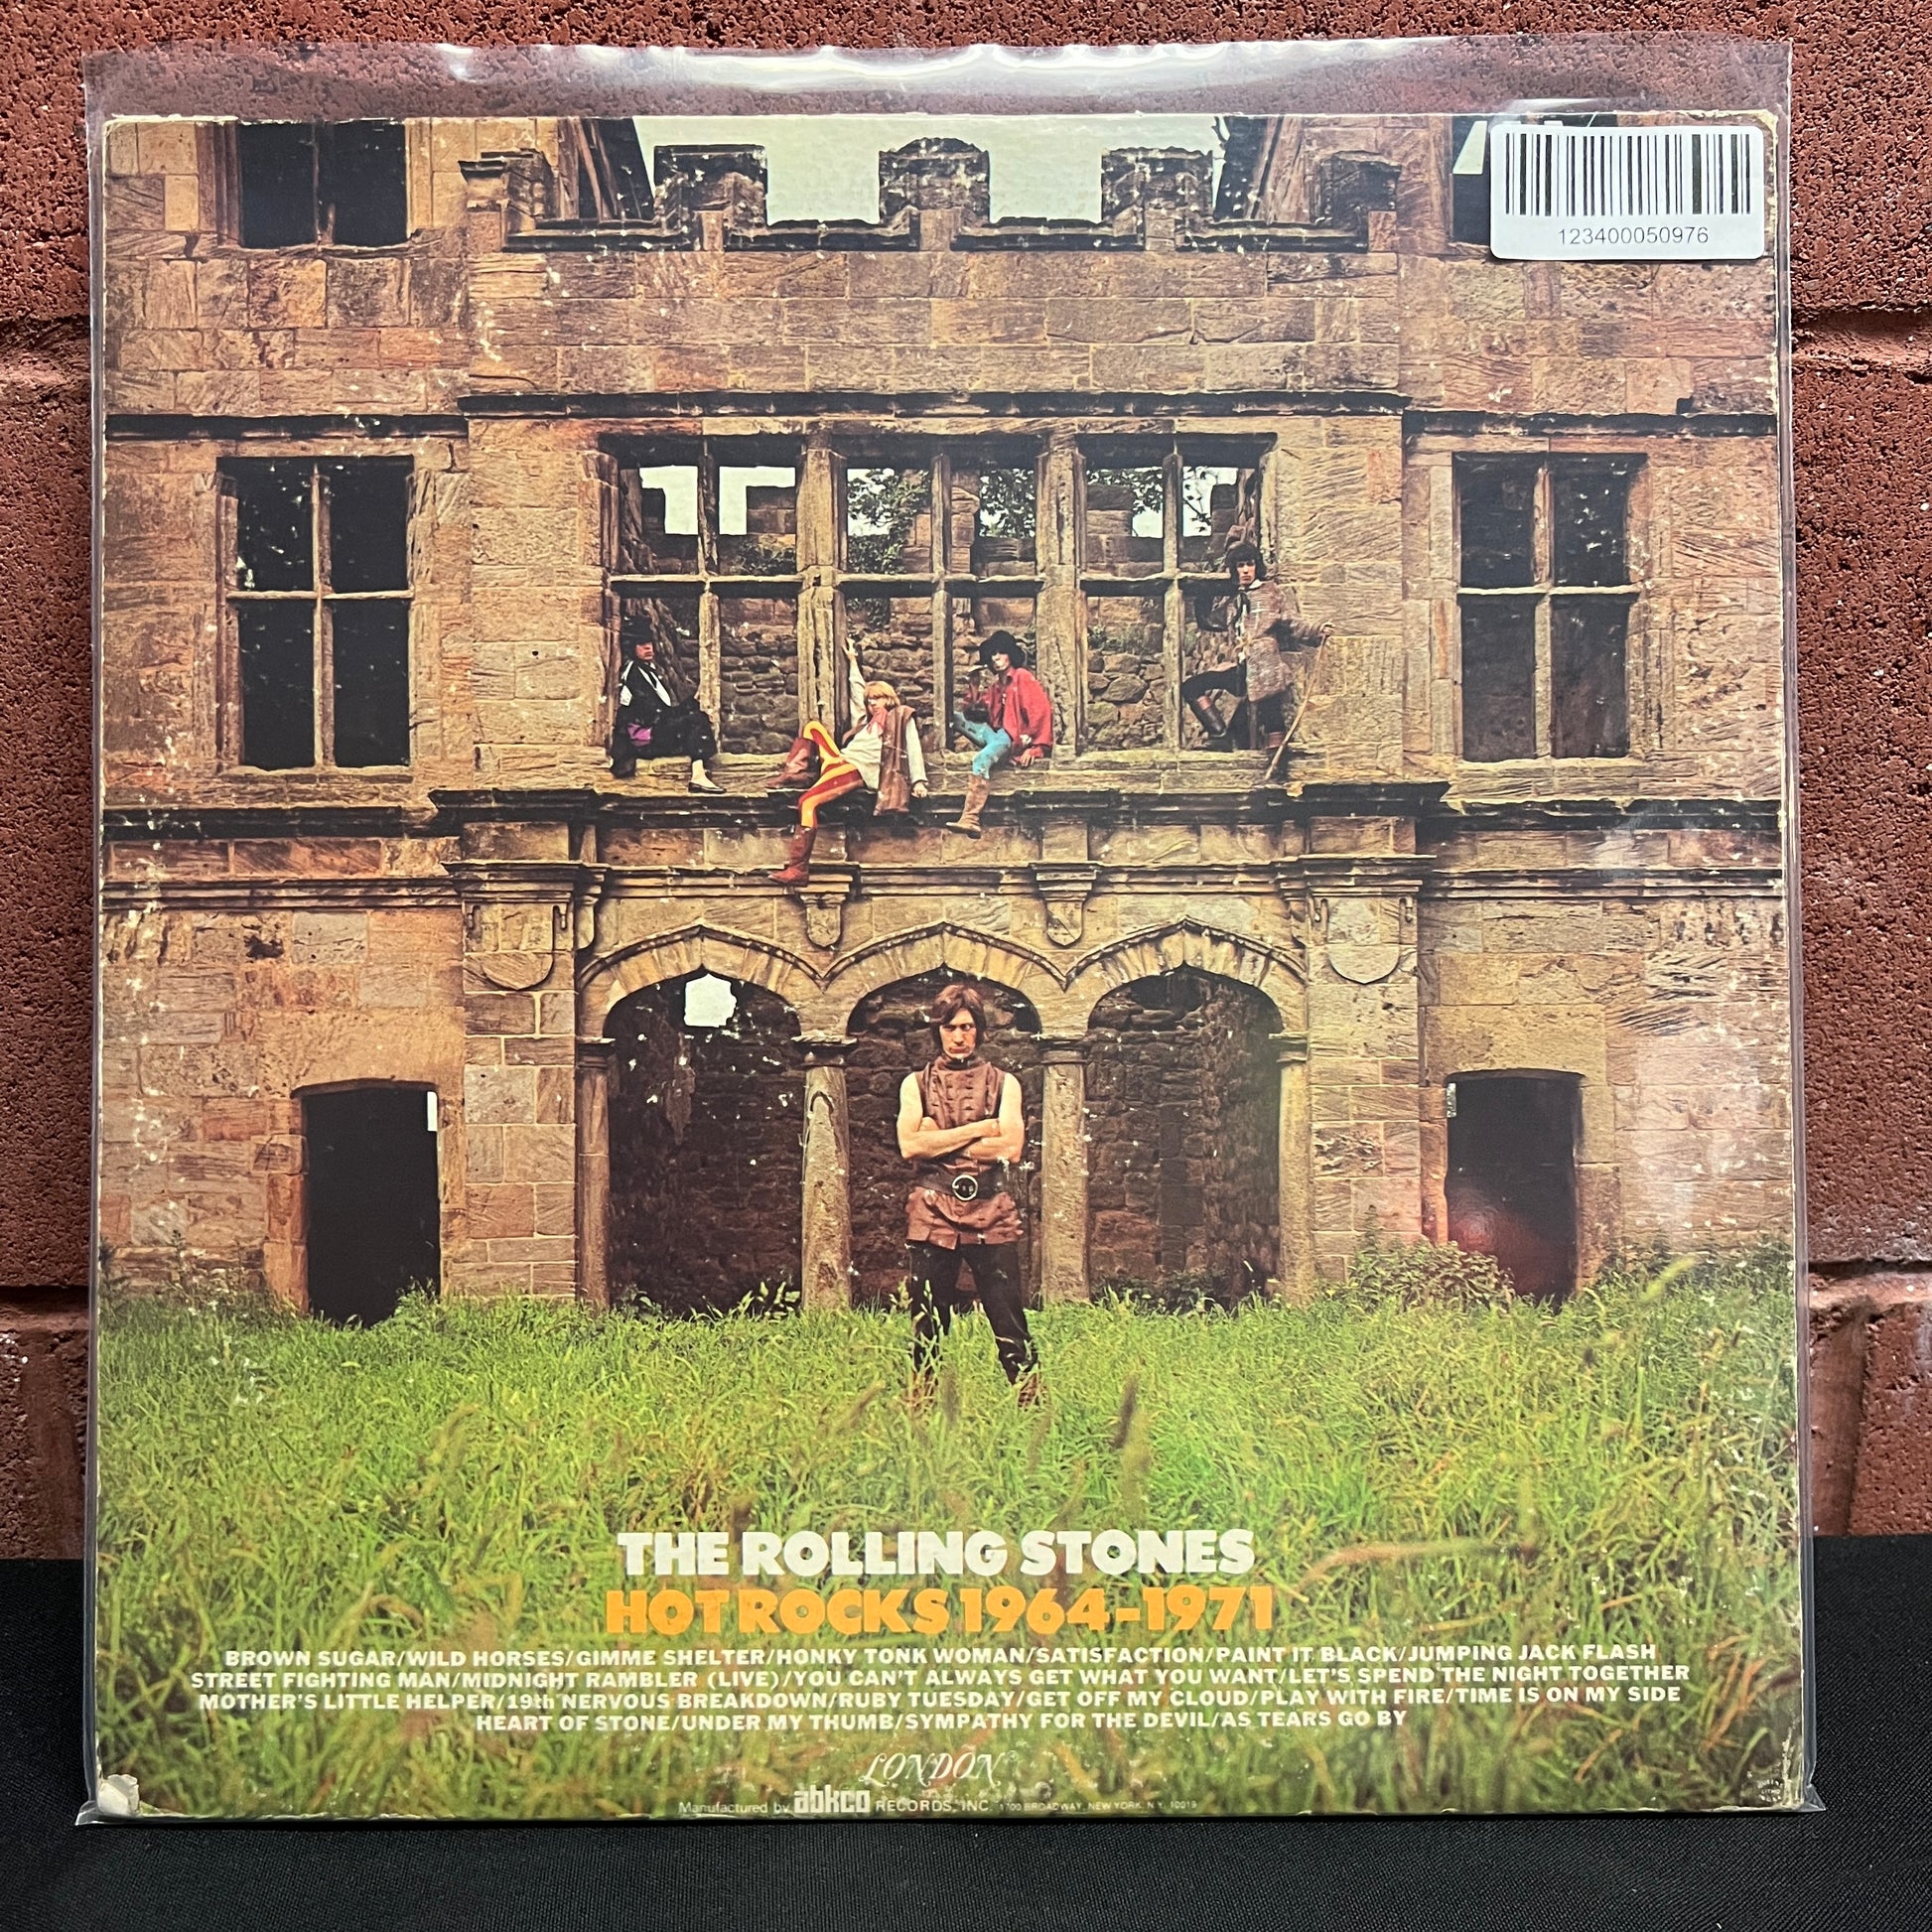 123400050976
THE ROLLING STONES
HOT ROCKS 1964-1971
BROWN SUGAR/WILD HORSES/GIMME SHELTER/HONKY TONK WOMAN/SATISFACTION/PAINT IT BLACK/JUMPING JACK FLASH
STREET FIGHTING MAN/MIDNIGHT RAMBLER (LIVE)/YOU CAN'T ALWAYS GET WHAT YOU WANT/LET'S SPEND THE NIGHT TOGETHER
MOTHER'S LITTLE HELPER/19th NERVOUS BREAKDOWN/RUBY TUESDAY/GET OFF MY CLOUD/PLAY WITH FIRE/TIME IS ON MY SIDE
HEART OF STONE/UNDER MY THUMB/SYMPATHY FOR THE DEVIL/AS TEARS GO BY
LONDON
Manufactured by abkco RECORDS, INC. 1700 BROADWAY, NEW YORK, N.Y. 10019